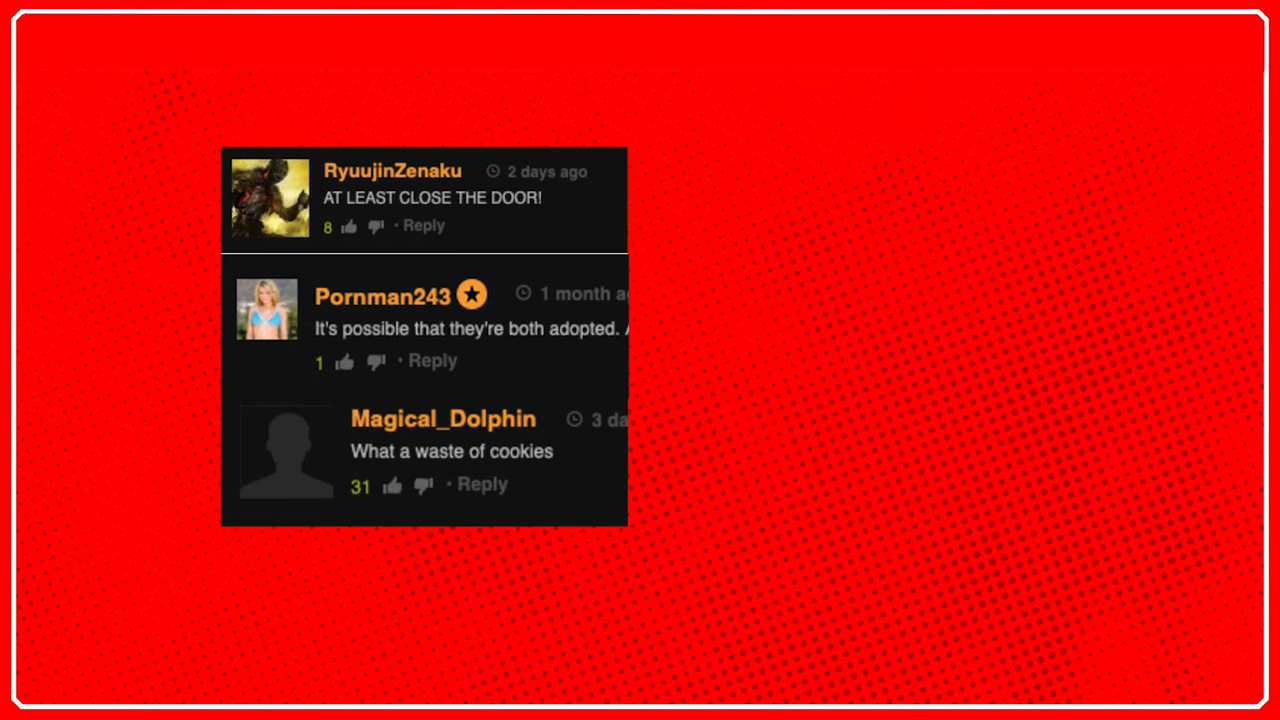 RyuujinZenaku 2 days ago
AT LEAST CLOSE THE DOOR!
8 · Reply
Pornman243 1 month
It's possible that they're both adopted.
1 · Reply
Magical_Dolphin 3
What a waste of cookies
31 · Reply